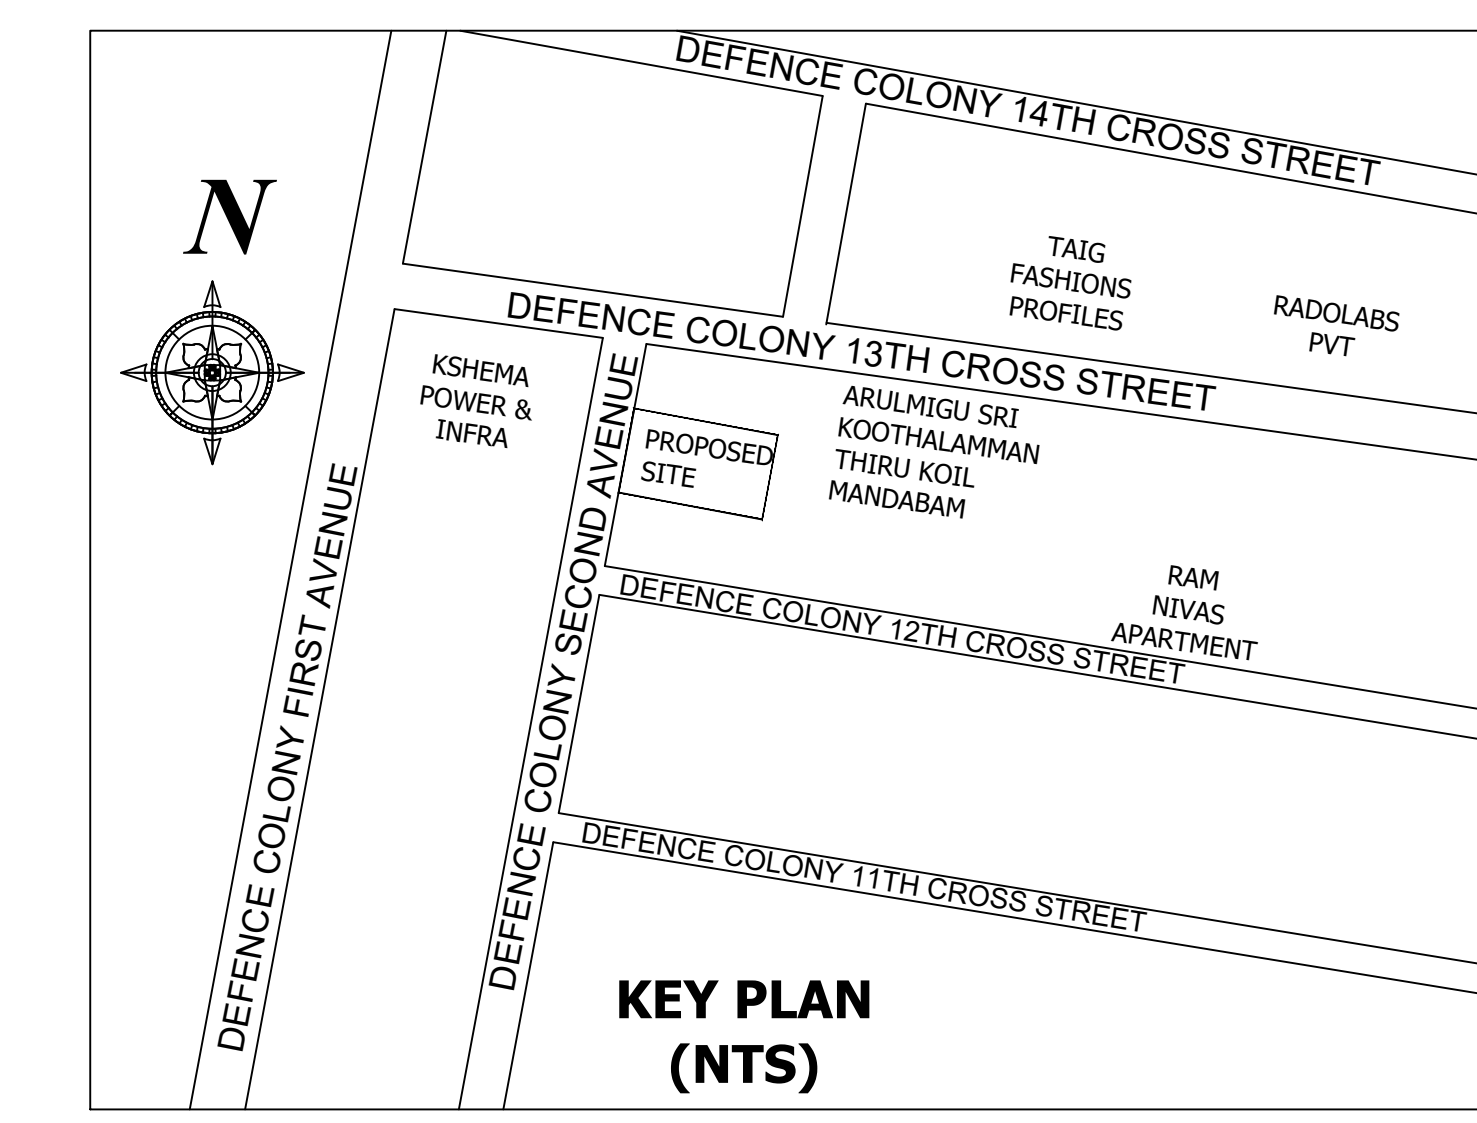 DEFENCE COLONY 14TH CROSS STREET
N
TAIG
FASHIONS
PROFILES
RADOLABS
PVT
DEFENCE COLONY 13TH CROSS STREET
KSHEMA
POWER &
INFRA
PROPOSED
SITE
ARULMIGU SRI
KOOTHALAMMAN
THIRU KOIL
MANDABAM
DEFENCE COLONY FIRST AVENUE
DEFENCE COLONY SECOND AVENUE
RAM
NIVAS
APARTMENT
DEFENCE COLONY 12TH CROSS STREET
DEFENCE COLONY 11TH CROSS STREET
KEY PLAN
(NTS)